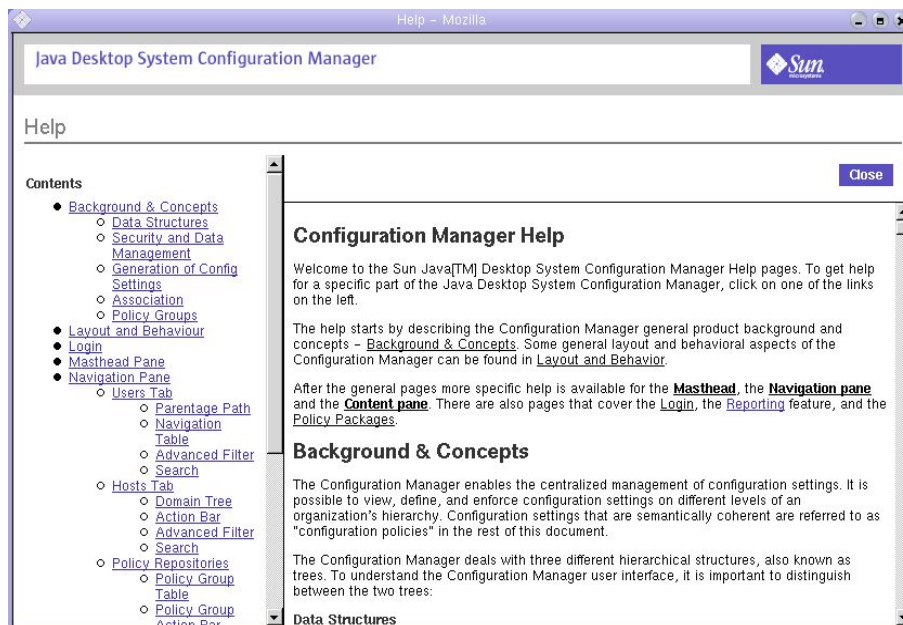 Help - Mozilla
Java Desktop System Configuration Manager
Sun
microsystems
Help
Contents
Background & Concepts
Data Structures
Security and Data
Management
Generation of Config
Settings
Association
Policy Groups
Layout and Behaviour
Login
Masthead Pane
Navigation Pane
Users Tab
Parentage Path
Navigation
Table
Advanced Filter
Search
Hosts Tab
Domain Tree
Action Bar
Advanced Filter
Search
Policy Repositories
Policy Group
Table
Policy Group
Action Bar
Close
Configuration Manager Help
Welcome to the Sun Java[TM] Desktop System Configuration Manager Help pages. To get help
for a specific part of the Java Desktop System Configuration Manager, click on one of the links
on the left.
The help starts by describing the Configuration Manager general product background and
concepts - Background & Concepts. Some general layout and behavioral aspects of the
Configuration Manager can be found in Layout and Behavior.
After the general pages more specific help is available for the Masthead, the Navigation pane
and the Content pane. There are also pages that cover the Login, the Reporting feature, and the
Policy Packages.
Background & Concepts
The Configuration Manager enables the centralized management of configuration settings. It is
possible to view, define, and enforce configuration settings on different levels of an
organization's hierarchy. Configuration settings that are semantically coherent are referred to as
"configuration policies" in the rest of this document.
The Configuration Manager deals with three different hierarchical structures, also known as
trees. To understand the Configuration Manager user interface, it is important to distinguish
between the two trees:
Data Structures